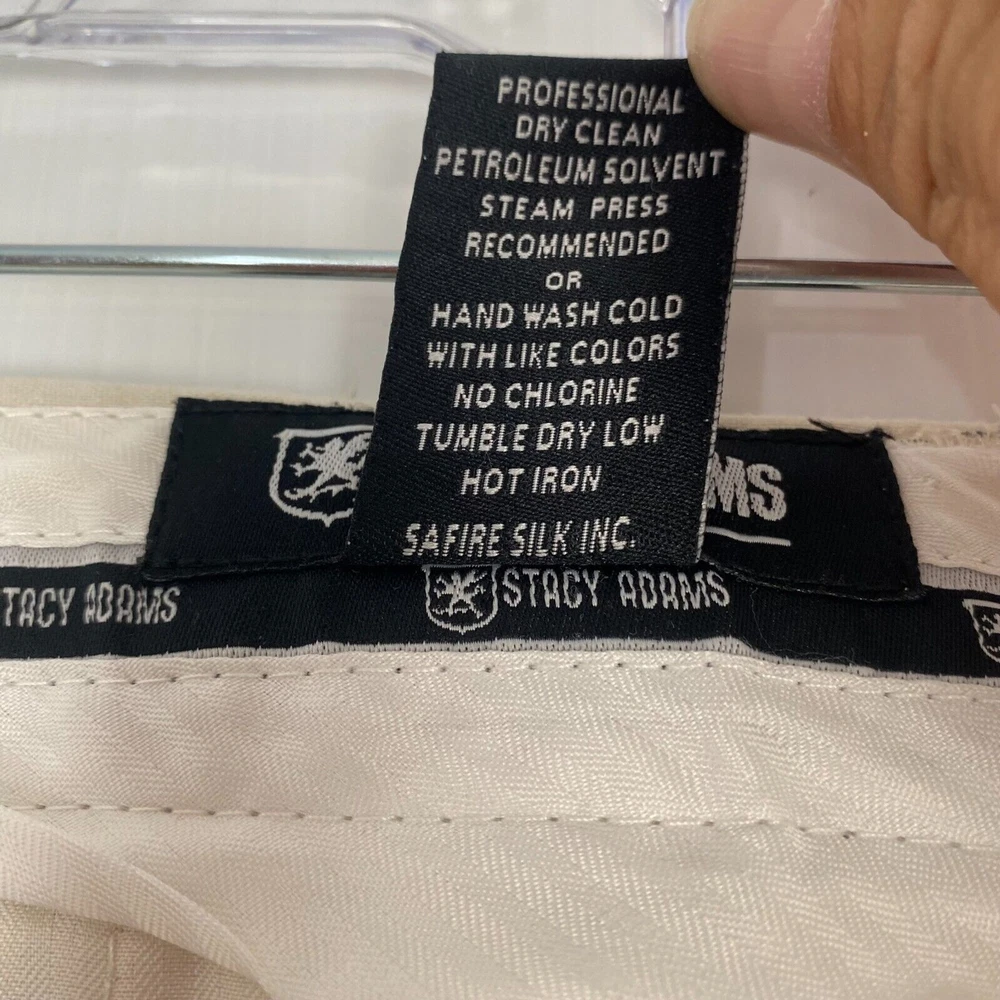 PROFESSIONAL
DRY CLEAN
PETROLEUM SOLVENT
STEAM PRESS
RECOMMENDED
OR
HAND WASH COLD
WITH LIKE COLORS
NO CHLORINE
TUMBLE DRY LOW
HOT IRON
SAFIRE SILK INC.
AMS
TACY ADAMS
STACY ADAMS